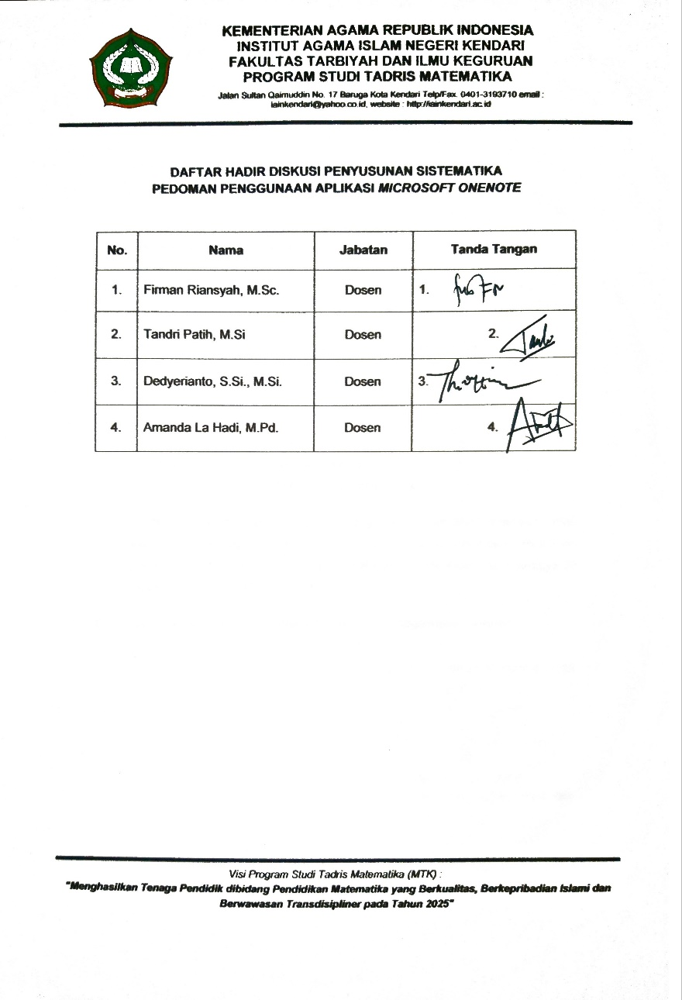 KEMENTERIAN AGAMA REPUBLIK INDONESIA
INSTITUT AGAMA ISLAM NEGERI KENDARI
FAKULTAS TARBIYAH DAN ILMU KEGURUAN
PROGRAM STUDI TADRIS MATEMATIKA
Jalan Sultan Qaimuddin No. 17 Baruga Kota Kendari Telp/Fax. 0401-3193710 email :
iainkendari@yahoo.co.id, website : http://iainkendari.ac.id
DAFTAR HADIR DISKUSI PENYUSUNAN SISTEMATIKA
PEDOMAN PENGGUNAAN APLIKASI MICROSOFT ONENOTE
No. Nama Jabatan Tanda Tangan
1. Firman Riansyah, M.Sc. Dosen 1.
2. Tandri Patih, M.Si Dosen 2.
3. Dedyerianto, S.Si., M.Si. Dosen 3.
4. Amanda La Hadi, M.Pd. Dosen 4.
Visi Program Studi Tadris Matematika (MTK) :
"Menghasilkan Tenaga Pendidik dibidang Pendidikan Matematika yang Berkualitas, Berkepribadian Islami dan
Berwawasan Transdisipliner pada Tahun 2025"